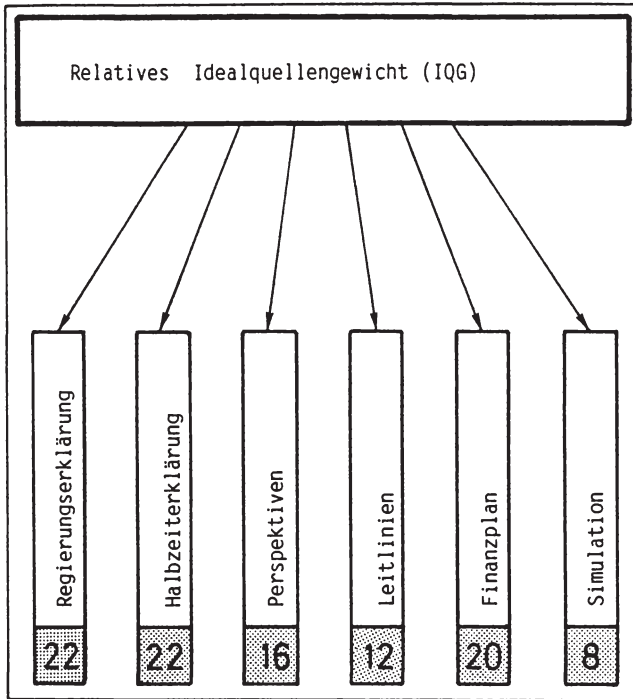 Relatives Idealquellengewicht (IQG)
Regierungserklärung
22
Halbzeiterklärung
22
Perspektiven
16
Leitlinien
12
Finanzplan
20
Simulation
8